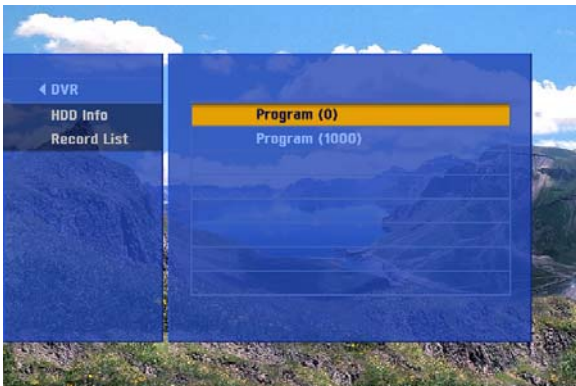 DVR
HDD Info
Record List
Program (0)
Program (1000)